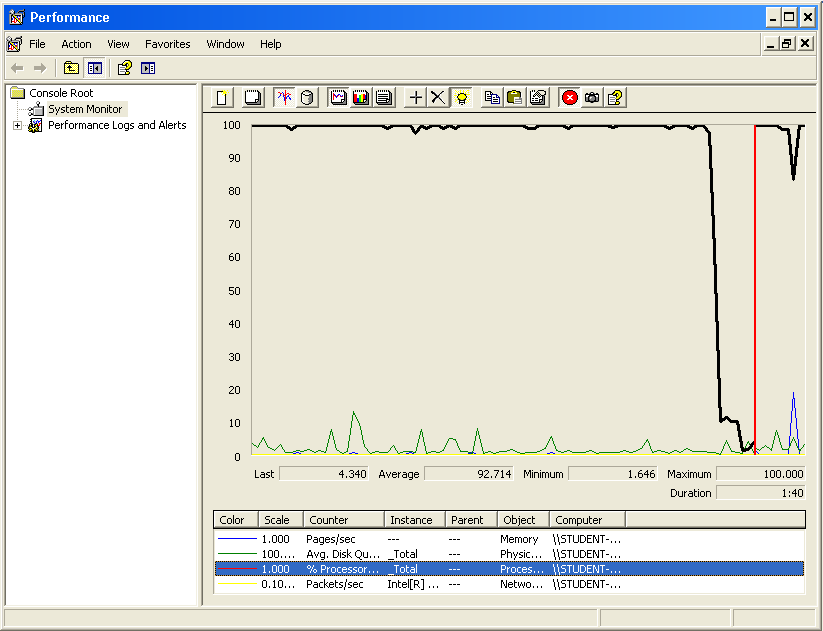 Performance
File Action View Favorites Window Help
Console Root
System Monitor
Performance Logs and Alerts
100
90
80
70
60
50
40
30
20
10
0
Last 4.340 Average 92.714 Minimum 1.646 Maximum 100.000
Duration 1:40
Color Scale Counter Instance Parent Object Computer
1.000 Pages/sec --- --- Memory \\STUDENT-...
100.... Avg. Disk Qu... _Total --- Physic... \\STUDENT-...
1.000 % Processor... _Total --- Proces... \\STUDENT-...
0.10... Packets/sec Intel[R] ... --- Netwo... \\STUDENT-...